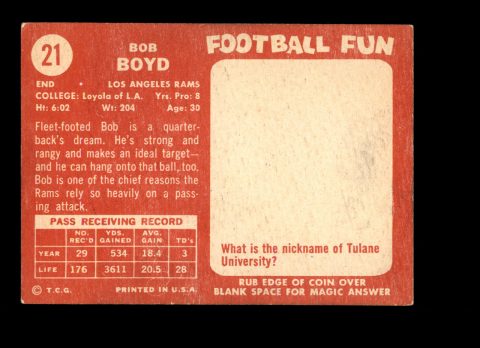 21
BOB
BOYD
END • LOS ANGELES RAMS
COLLEGE: Loyola of L.A. Yrs. Pro: 8
Ht: 6:02 Wt: 204 Age: 30
Fleet-footed Bob is a quarter-
back's dream. He's strong and
rangy and makes an ideal target—
and he can hang onto that ball, too.
Bob is one of the chief reasons the
Rams rely so heavily on a pass-
ing attack.
PASS RECEIVING RECORD
NO. REC'D YDS. GAINED AVG. GAIN TD's
YEAR 29 534 18.4 3
LIFE 176 3611 20.5 28
© T.C.G. PRINTED IN U.S.A.
FOOTBALL FUN
What is the nickname of Tulane
University?
RUB EDGE OF COIN OVER
BLANK SPACE FOR MAGIC ANSWER